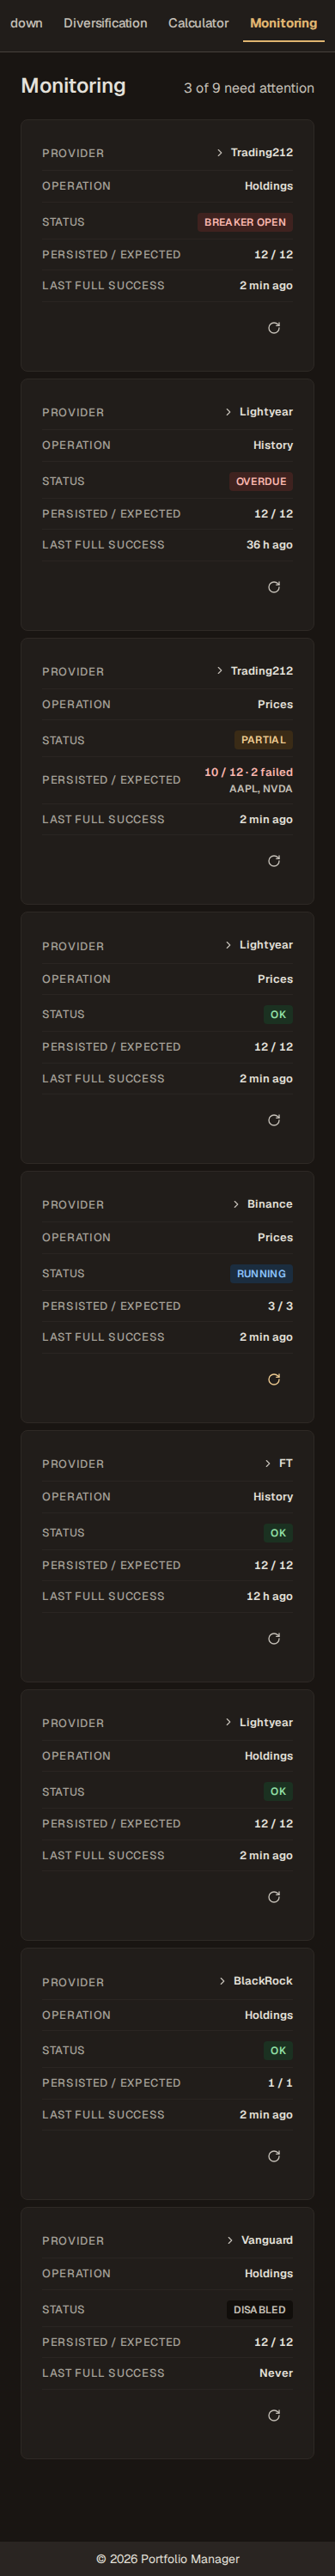 down Diversification Calculator Monitoring
Monitoring 3 of 9 need attention
PROVIDER Trading212
OPERATION Holdings
STATUS BREAKER OPEN
PERSISTED / EXPECTED 12 / 12
LAST FULL SUCCESS 2 min ago
PROVIDER Lightyear
OPERATION History
STATUS OVERDUE
PERSISTED / EXPECTED 12 / 12
LAST FULL SUCCESS 36 h ago
PROVIDER Trading212
OPERATION Prices
STATUS PARTIAL
PERSISTED / EXPECTED 10 / 12 · 2 failed
AAPL, NVDA
LAST FULL SUCCESS 2 min ago
PROVIDER Lightyear
OPERATION Prices
STATUS OK
PERSISTED / EXPECTED 12 / 12
LAST FULL SUCCESS 2 min ago
PROVIDER Binance
OPERATION Prices
STATUS RUNNING
PERSISTED / EXPECTED 3 / 3
LAST FULL SUCCESS 2 min ago
PROVIDER FT
OPERATION History
STATUS OK
PERSISTED / EXPECTED 12 / 12
LAST FULL SUCCESS 12 h ago
PROVIDER Lightyear
OPERATION Holdings
STATUS OK
PERSISTED / EXPECTED 12 / 12
LAST FULL SUCCESS 2 min ago
PROVIDER BlackRock
OPERATION Holdings
STATUS OK
PERSISTED / EXPECTED 1 / 1
LAST FULL SUCCESS 2 min ago
PROVIDER Vanguard
OPERATION Holdings
STATUS DISABLED
PERSISTED / EXPECTED 12 / 12
LAST FULL SUCCESS Never
© 2026 Portfolio Manager